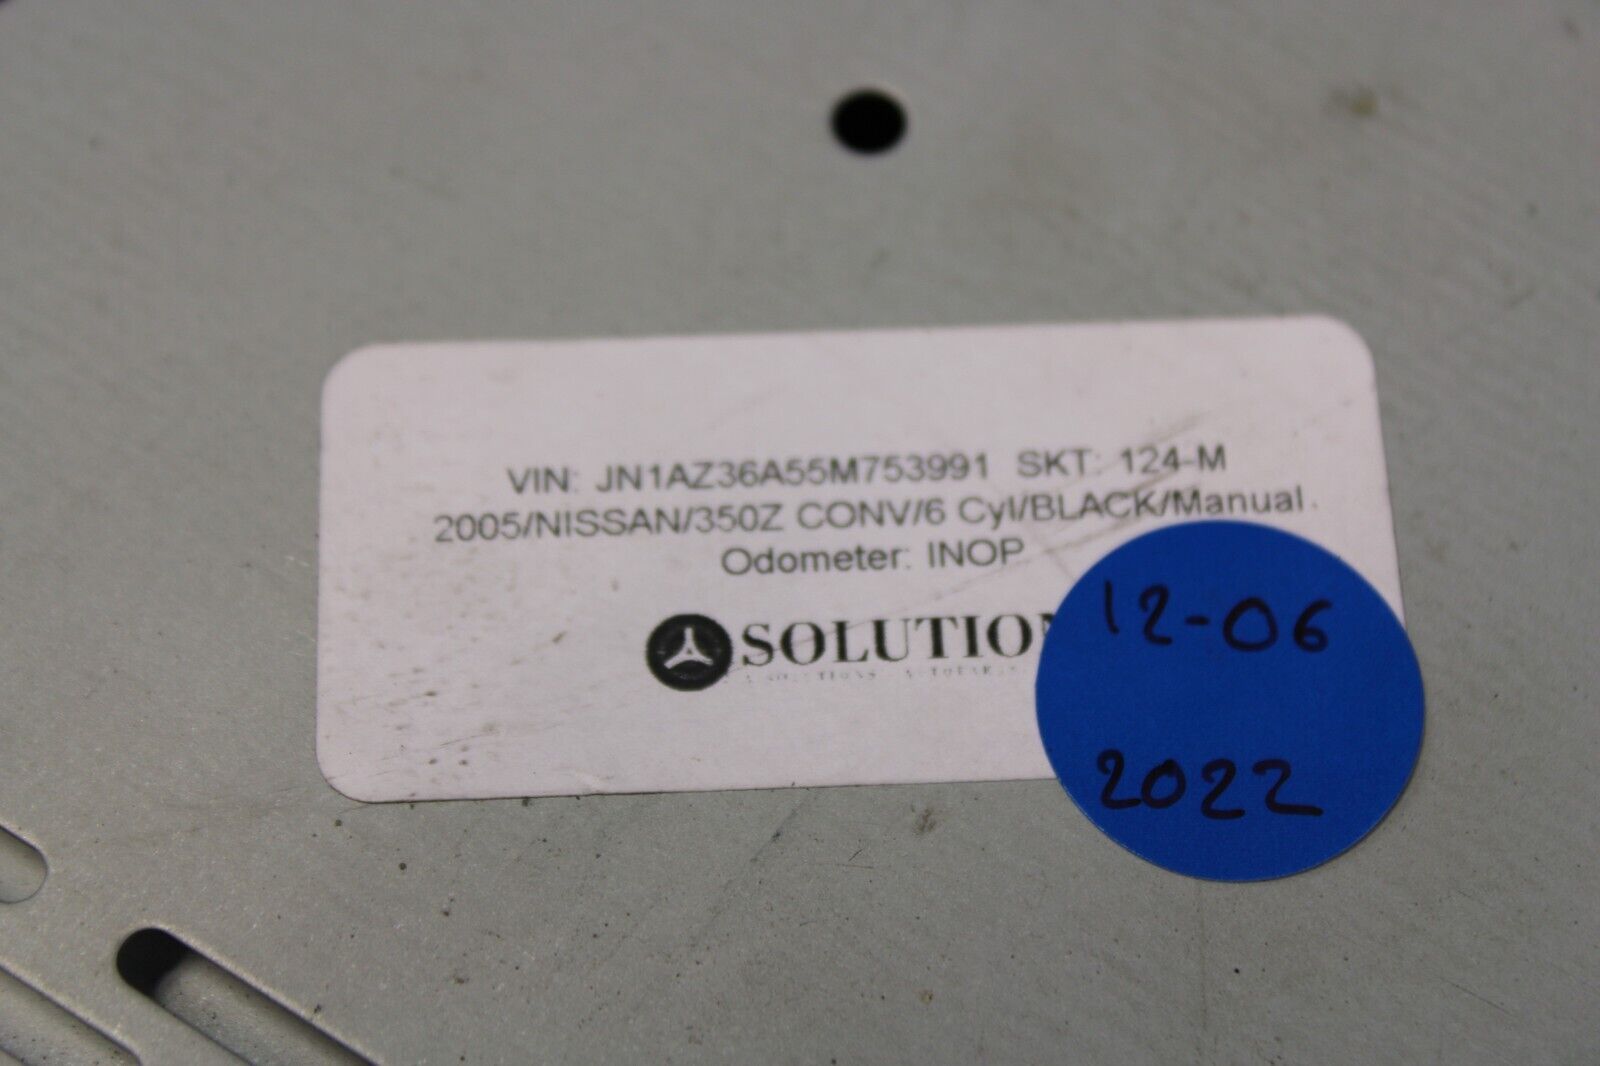 VIN: JN1AZ36A55M753991 SKT: 124-M
2005/NISSAN/350Z CONV/6 Cyl/BLACK/Manual
Odometer: INOP
SOLUTION
12-06
2022